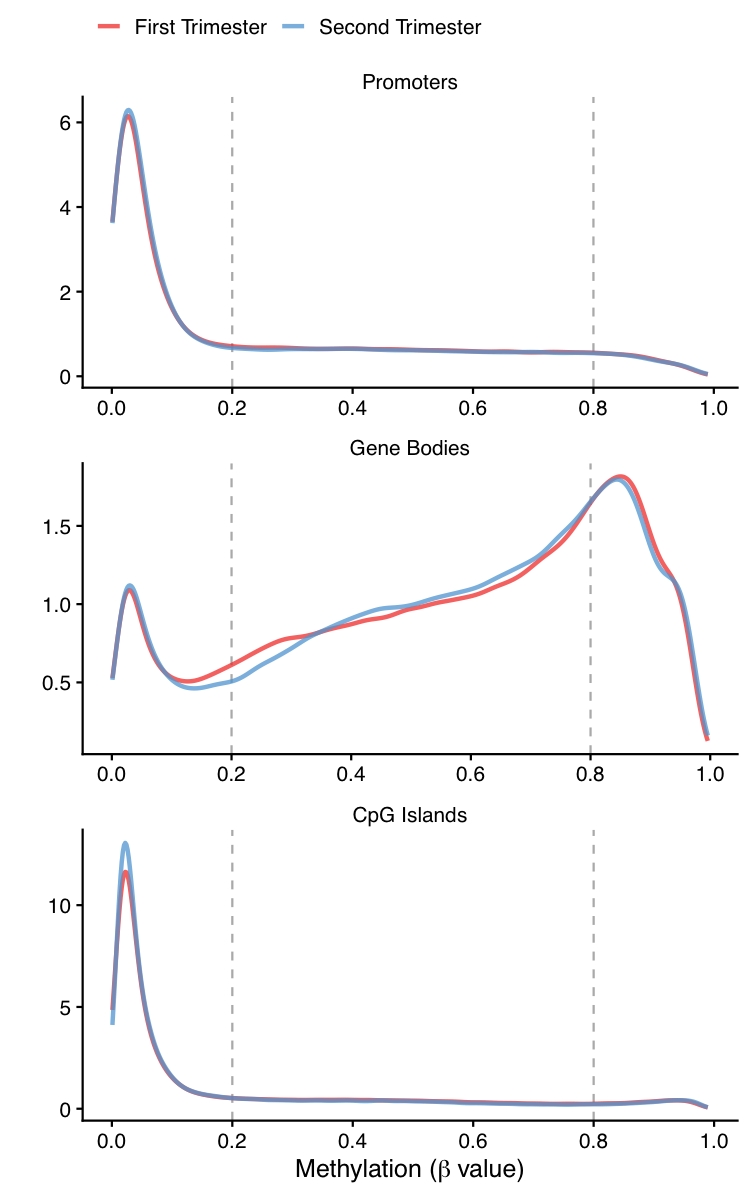 First Trimester Second Trimester
Promoters
6
4
2
0
0.0 0.2 0.4 0.6 0.8 1.0
Gene Bodies
1.5
1.0
0.5
0.0 0.2 0.4 0.6 0.8 1.0
CpG Islands
10
5
0
0.0 0.2 0.4 0.6 0.8 1.0
Methylation (β value)